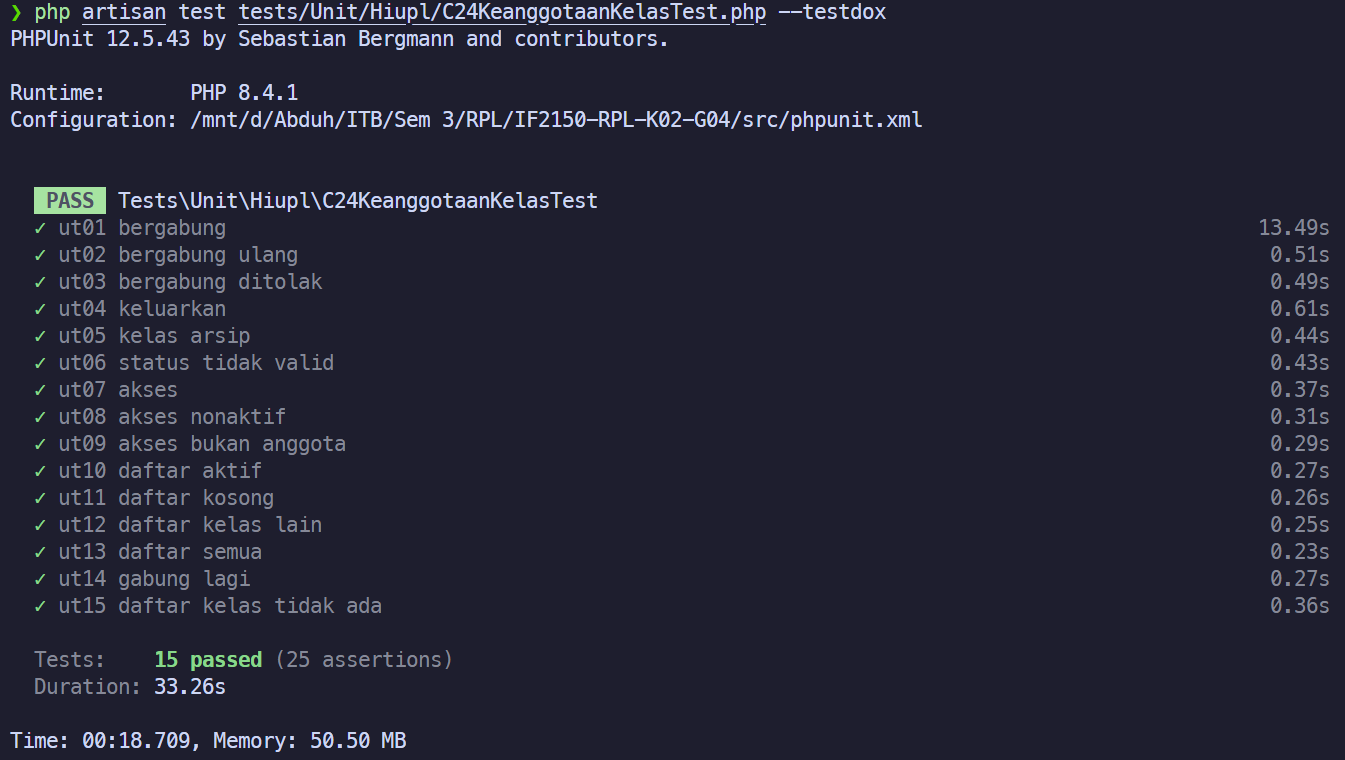 ❯ php artisan test tests/Unit/Hiupl/C24KeanggotaanKelasTest.php --testdox
PHPUnit 12.5.43 by Sebastian Bergmann and contributors.
Runtime:       PHP 8.4.1
Configuration: /mnt/d/Abduh/ITB/Sem 3/RPL/IF2150-RPL-K02-G04/src/phpunit.xml
PASS  Tests\Unit\Hiupl\C24KeanggotaanKelasTest
✓ ut01 bergabung 13.49s
✓ ut02 bergabung ulang 0.51s
✓ ut03 bergabung ditolak 0.49s
✓ ut04 keluarkan 0.61s
✓ ut05 kelas arsip 0.44s
✓ ut06 status tidak valid 0.43s
✓ ut07 akses 0.37s
✓ ut08 akses nonaktif 0.31s
✓ ut09 akses bukan anggota 0.29s
✓ ut10 daftar aktif 0.27s
✓ ut11 daftar kosong 0.26s
✓ ut12 daftar kelas lain 0.25s
✓ ut13 daftar semua 0.23s
✓ ut14 gabung lagi 0.27s
✓ ut15 daftar kelas tidak ada 0.36s
Tests:    15 passed (25 assertions)
Duration: 33.26s
Time: 00:18.709, Memory: 50.50 MB